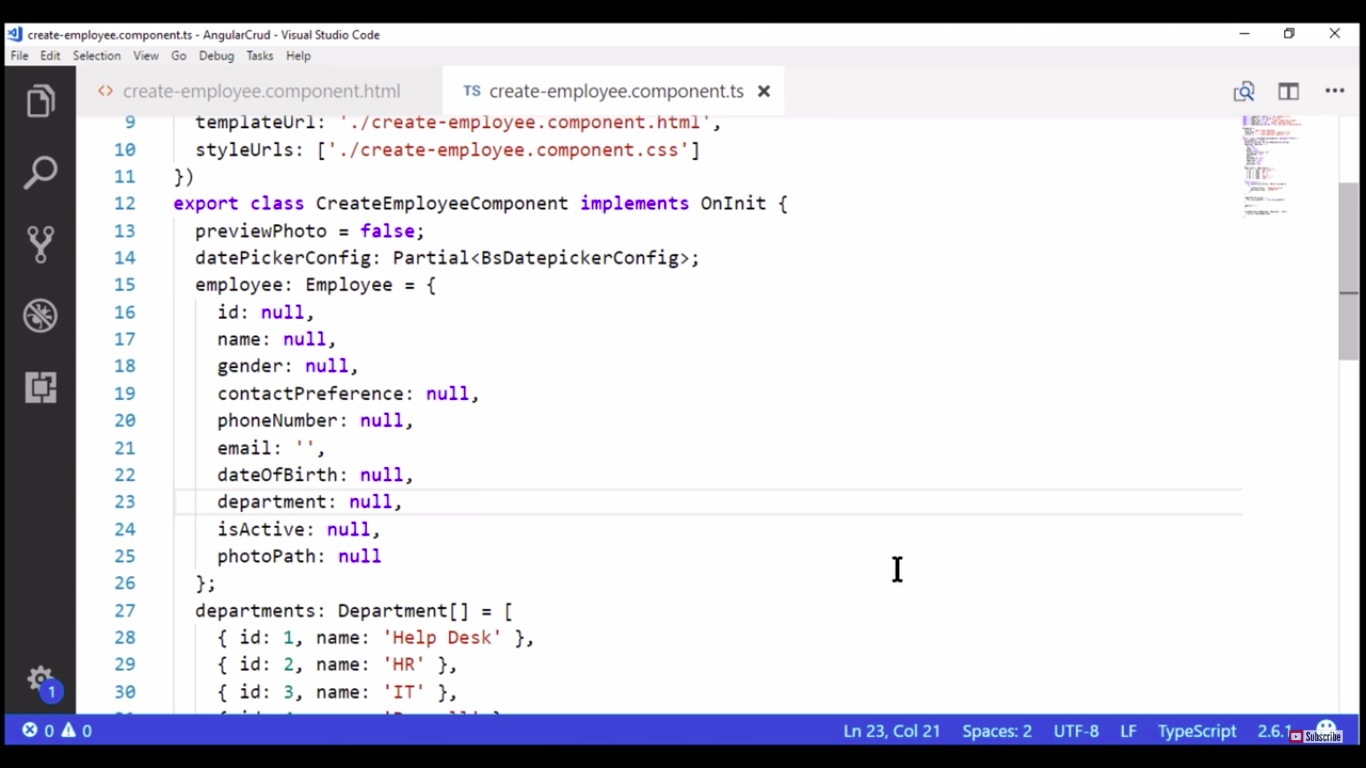 create-employee.component.ts - AngularCrud - Visual Studio Code
File Edit Selection View Go Debug Tasks Help
create-employee.component.html TS create-employee.component.ts
9 templateUrl: './create-employee.component.html',
10 styleUrls: ['./create-employee.component.css']
11 })
12 export class CreateEmployeeComponent implements OnInit {
13 previewPhoto = false;
14 datePickerConfig: Partial<BsDatepickerConfig>;
15 employee: Employee = {
16 id: null,
17 name: null,
18 gender: null,
19 contactPreference: null,
20 phoneNumber: null,
21 email: '',
22 dateOfBirth: null,
23 department: null,
24 isActive: null,
25 photoPath: null
26 };
27 departments: Department[] = [
28 { id: 1, name: 'Help Desk' },
29 { id: 2, name: 'HR' },
30 { id: 3, name: 'IT' },
1
0 0 Ln 23, Col 21 Spaces: 2 UTF-8 LF TypeScript 2.6.1 Subscribe